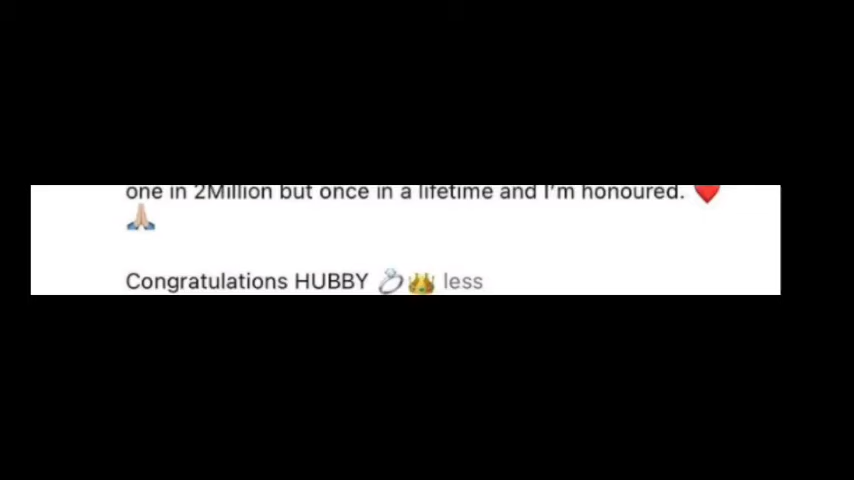 one in 2Million but once in a lifetime and I'm honoured. ❤️
🙏🏼
Congratulations HUBBY 💍👑 less